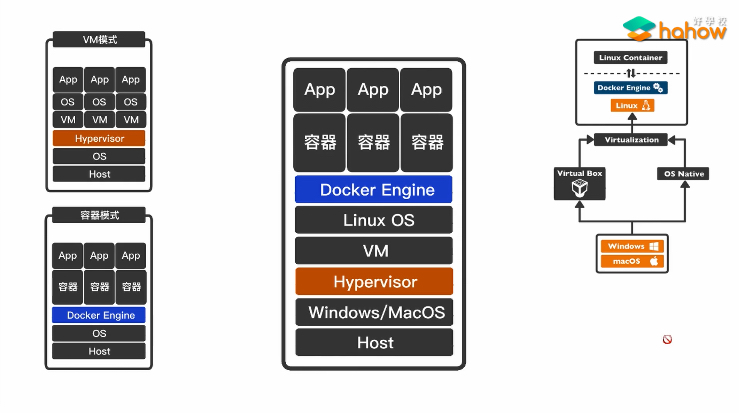 VM模式
App App App
OS OS OS
VM VM VM
Hypervisor
OS
Host
容器模式
App App App
容器 容器 容器
Docker Engine
OS
Host
App App App
容器 容器 容器
Docker Engine
Linux OS
VM
Hypervisor
Windows/MacOS
Host
好學校
hahow
Linux Container
Docker Engine
Linux
Virtualization
Virtual Box
OS Native
Windows
macOS